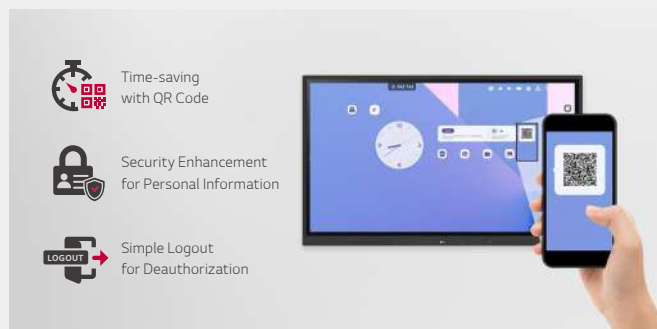 Time-saving
with QR Code
Security Enhancement
for Personal Information
LOGOUT
Simple Logout
for Deauthorization